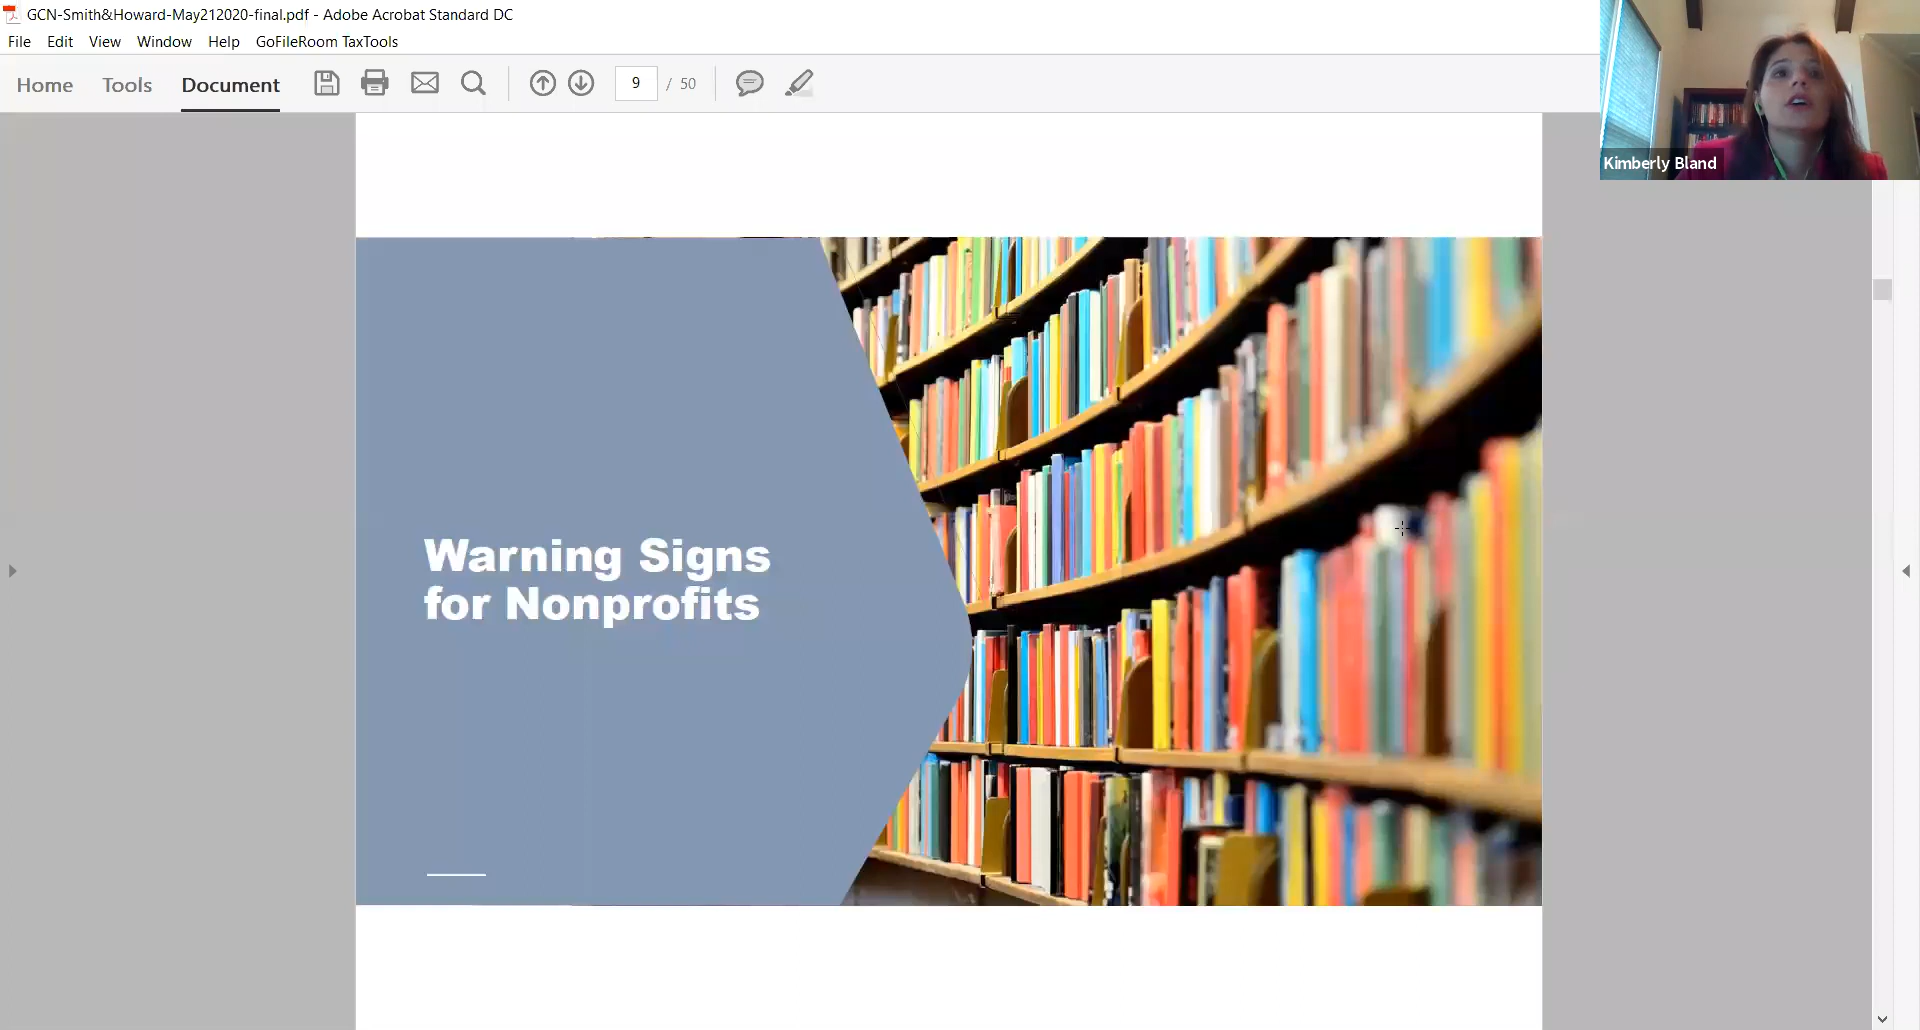 GCN-Smith&Howard-May212020-final.pdf - Adobe Acrobat Standard DC
File Edit View Window Help GoFileRoom TaxTools
Home Tools Document 9 / 50
Kimberly Bland
Warning Signs
for Nonprofits